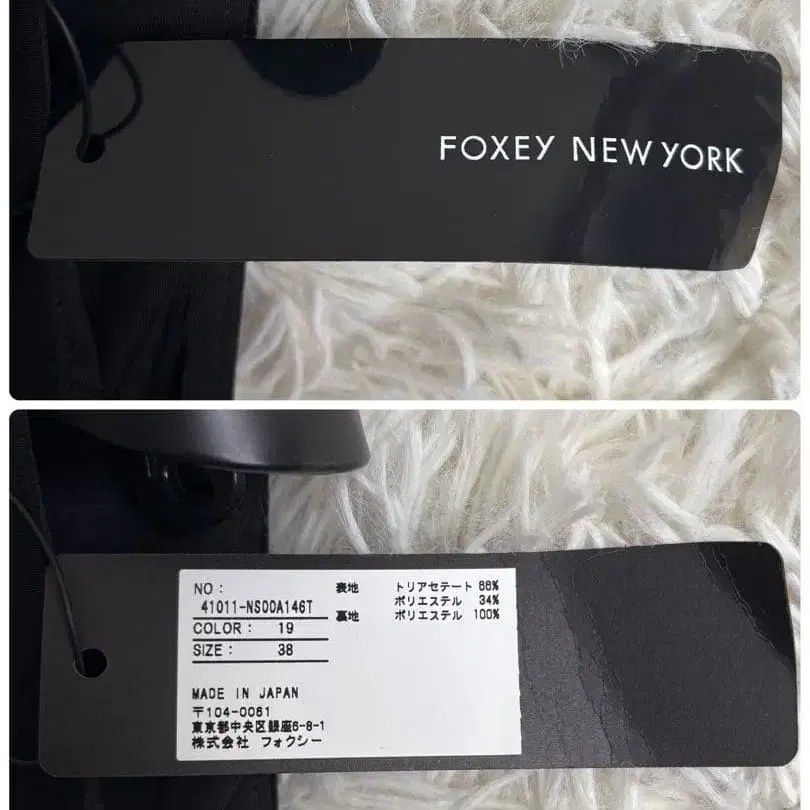 FOXEY NEW YORK
NO :
41011-NS00A146T
COLOR : 19
SIZE : 38
表地 トリアセテート 66%
ポリエステル 34%
裏地 ポリエステル 100%
MADE IN JAPAN
〒104-0061
東京都中央区銀座6-8-1
株式会社 フォクシー